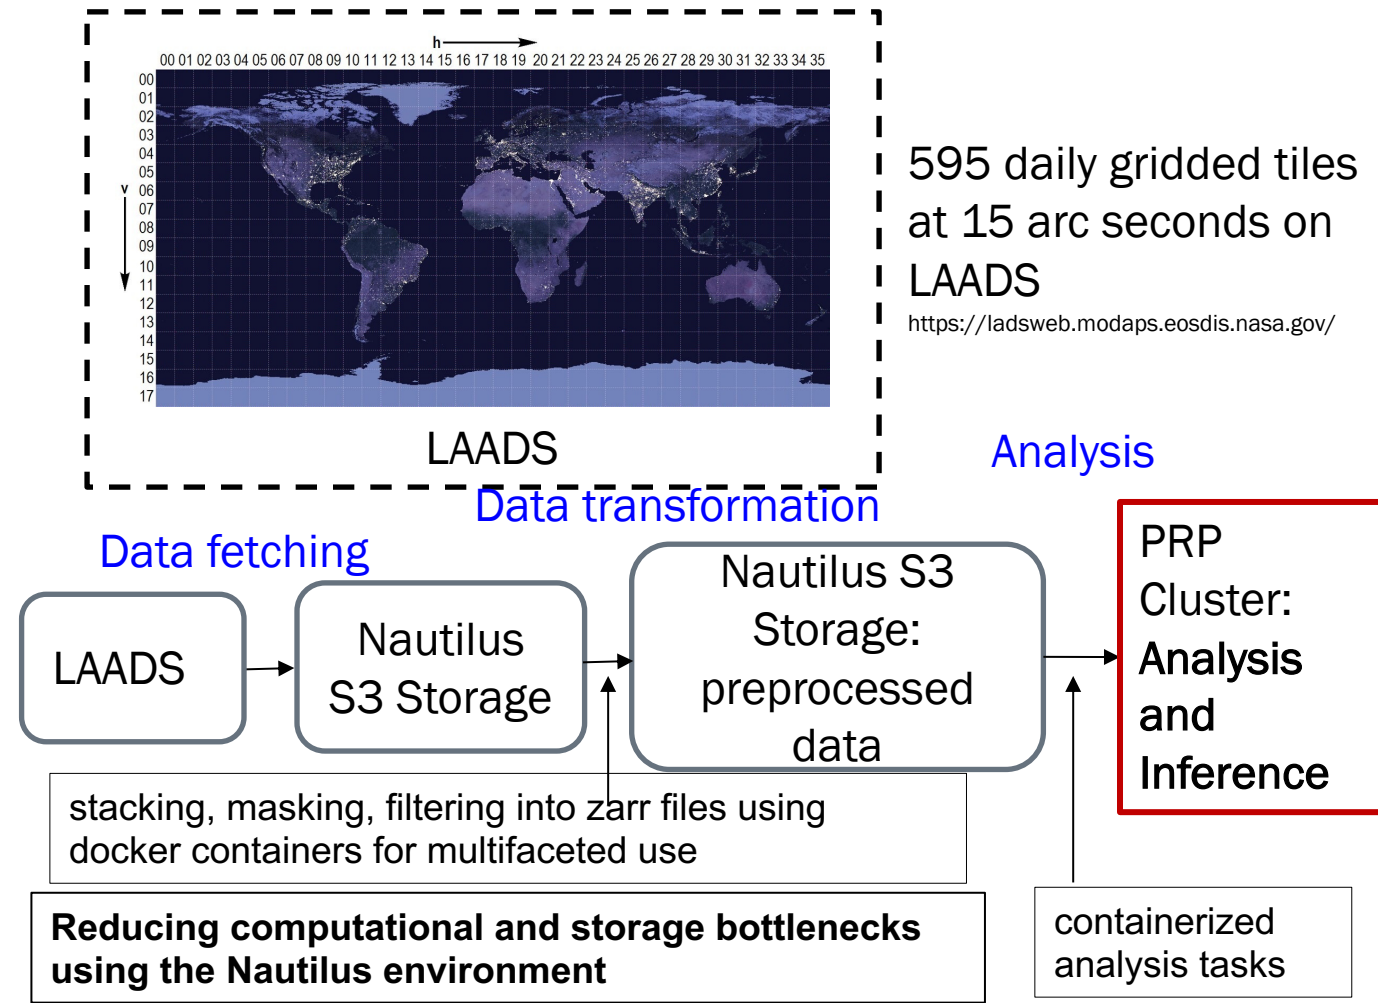 h
00 01 02 03 04 05 06 07 08 09 10 11 12 13 14 15 16 17 18 19 20 21 22 23 24 25 26 27 28 29 30 31 32 33 34 35
00
01
02
03
04
05
v 06
07
08
09
10
11
12
13
14
15
16
17
LAADS
595 daily gridded tiles
at 15 arc seconds on
LAADS
https://ladsweb.modaps.eosdis.nasa.gov/
Analysis
Data transformation
Data fetching
LAADS
Nautilus
S3 Storage
Nautilus S3
Storage:
preprocessed
data
PRP
Cluster:
Analysis
and
Inference
stacking, masking, filtering into zarr files using
docker containers for multifaceted use
Reducing computational and storage bottlenecks
using the Nautilus environment
containerized
analysis tasks